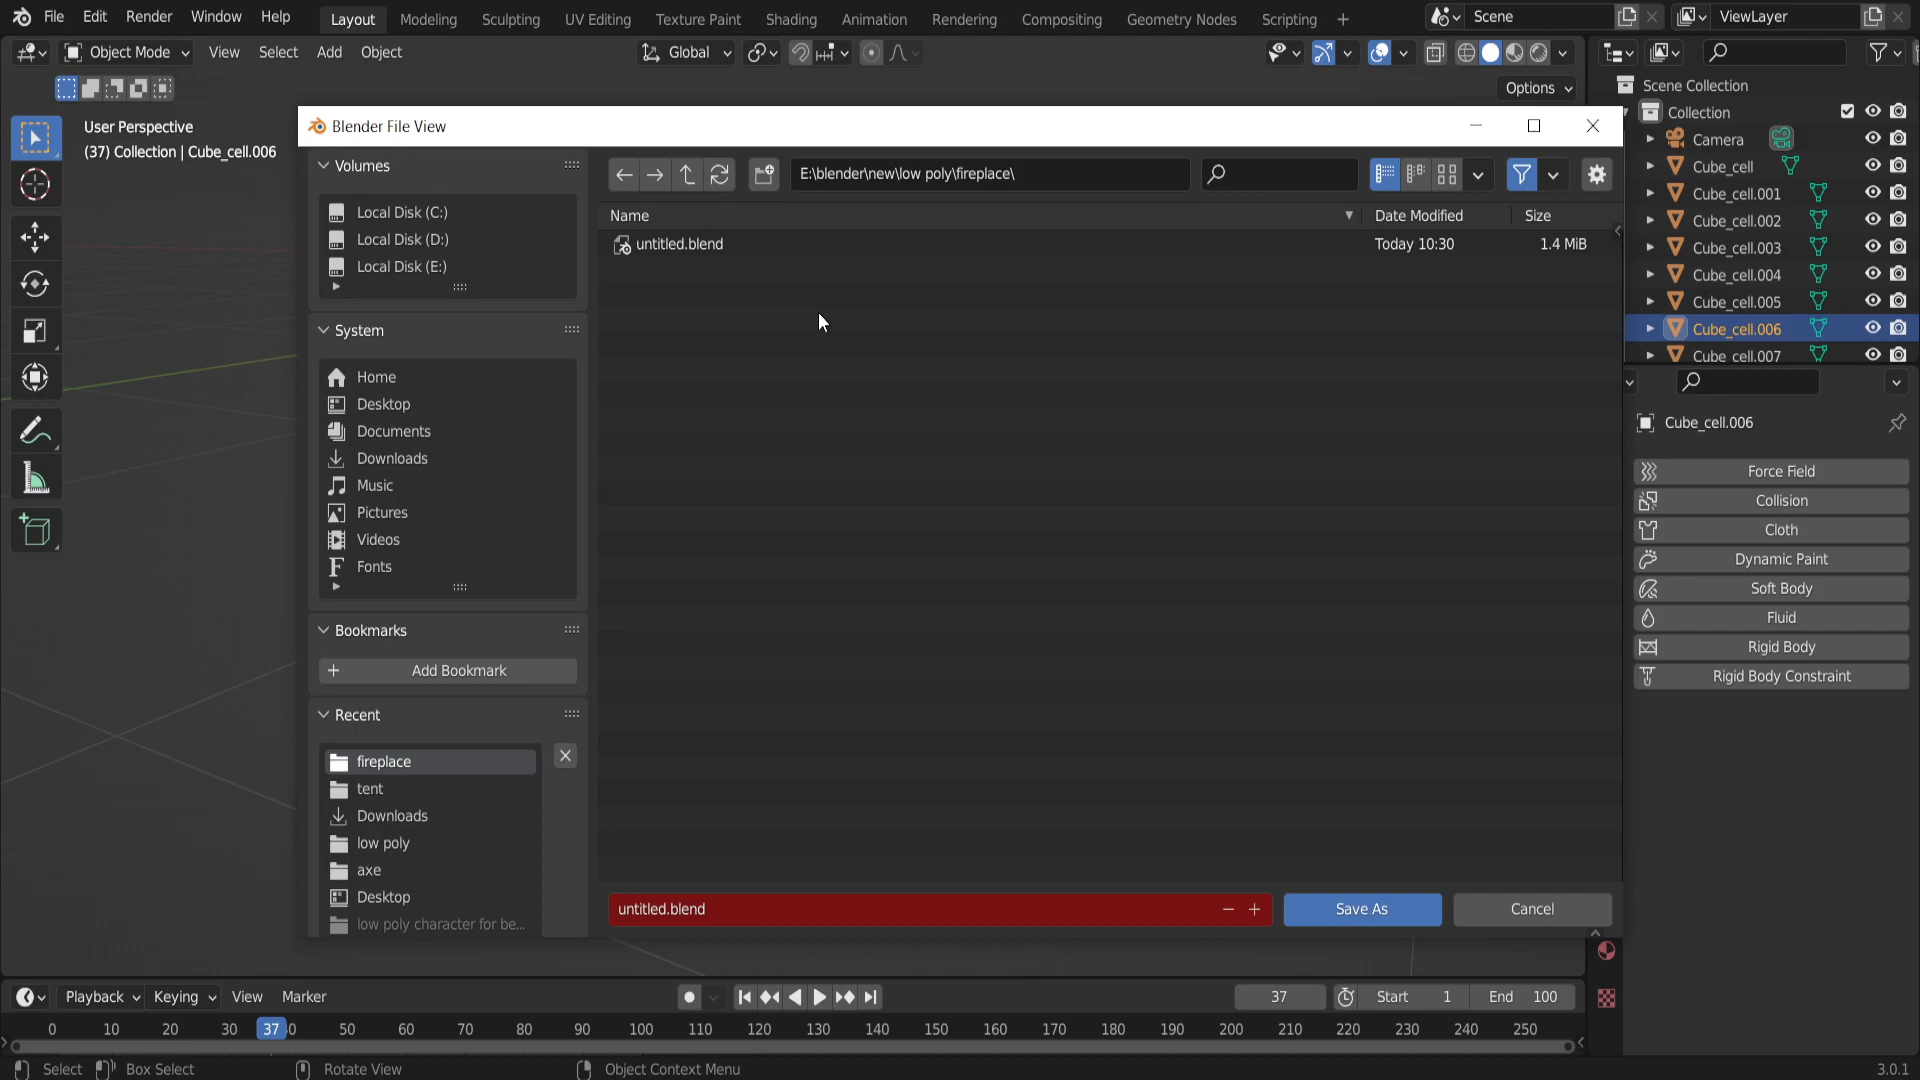 File Edit Render Window Help Layout Modeling Sculpting UV Editing Texture Paint Shading Animation Rendering Compositing Geometry Nodes Scripting + Scene ViewLayer
Object Mode View Select Add Object Global
Options
User Perspective
(37) Collection | Cube_cell.006
Blender File View
Volumes
Local Disk (C:)
Local Disk (D:)
Local Disk (E:)
System
Home
Desktop
Documents
Downloads
Music
Pictures
Videos
Fonts
Bookmarks
Add Bookmark
Recent
fireplace
tent
Downloads
low poly
axe
Desktop
low poly character for be...
E:\blender\new\low poly\fireplace\
Name Date Modified Size
untitled.blend Today 10:30 1.4 MiB
untitled.blend Save As Cancel
Scene Collection
Collection
Camera
Cube_cell
Cube_cell.001
Cube_cell.002
Cube_cell.003
Cube_cell.004
Cube_cell.005
Cube_cell.006
Cube_cell.007
Cube_cell.006
Force Field
Collision
Cloth
Dynamic Paint
Soft Body
Fluid
Rigid Body
Rigid Body Constraint
Playback Keying View Marker 37 Start 1 End 100
0 10 20 30 37 50 60 70 80 90 100 110 120 130 140 150 160 170 180 190 200 210 220 230 240 250
Select Box Select Rotate View Object Context Menu 3.0.1